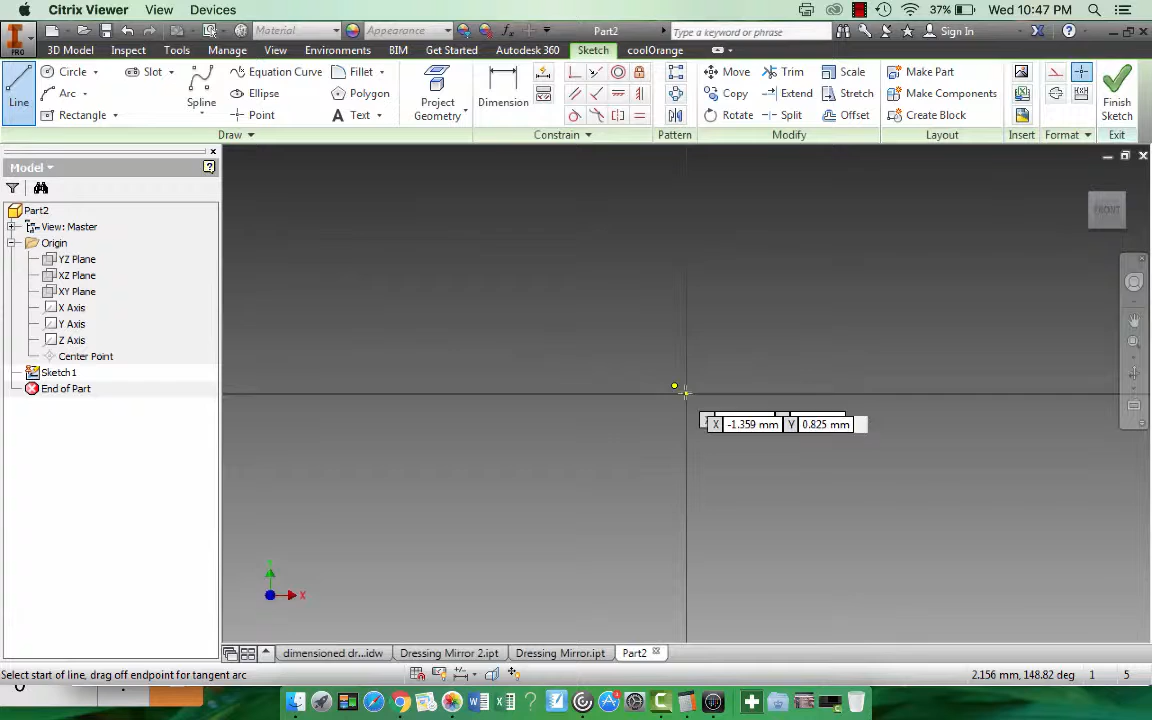 Citrix Viewer View Devices 37% Wed 10:47 PM
PRO Material Appearance Part2 Type a keyword or phrase Sign In
3D Model Inspect Tools Manage View Environments BIM Get Started Autodesk 360 Sketch coolOrange
Line Circle Arc Rectangle Slot Spline Equation Curve Ellipse Point Fillet Polygon Text Project Geometry Dimension Move Copy Rotate Trim Extend Split Scale Stretch Offset Make Part Make Components Create Block Finish Sketch
Draw Constrain Pattern Modify Layout Insert Format Exit
Model
Part2
View: Master
Origin
YZ Plane
XZ Plane
XY Plane
X Axis
Y Axis
Z Axis
Center Point
Sketch1
End of Part
FRONT
X -1.359 mm Y 0.825 mm
X
dimensioned dr...idw Dressing Mirror 2.ipt Dressing Mirror.ipt Part2
Select start of line, drag off endpoint for tangent arc 2.156 mm, 148.82 deg 1 5